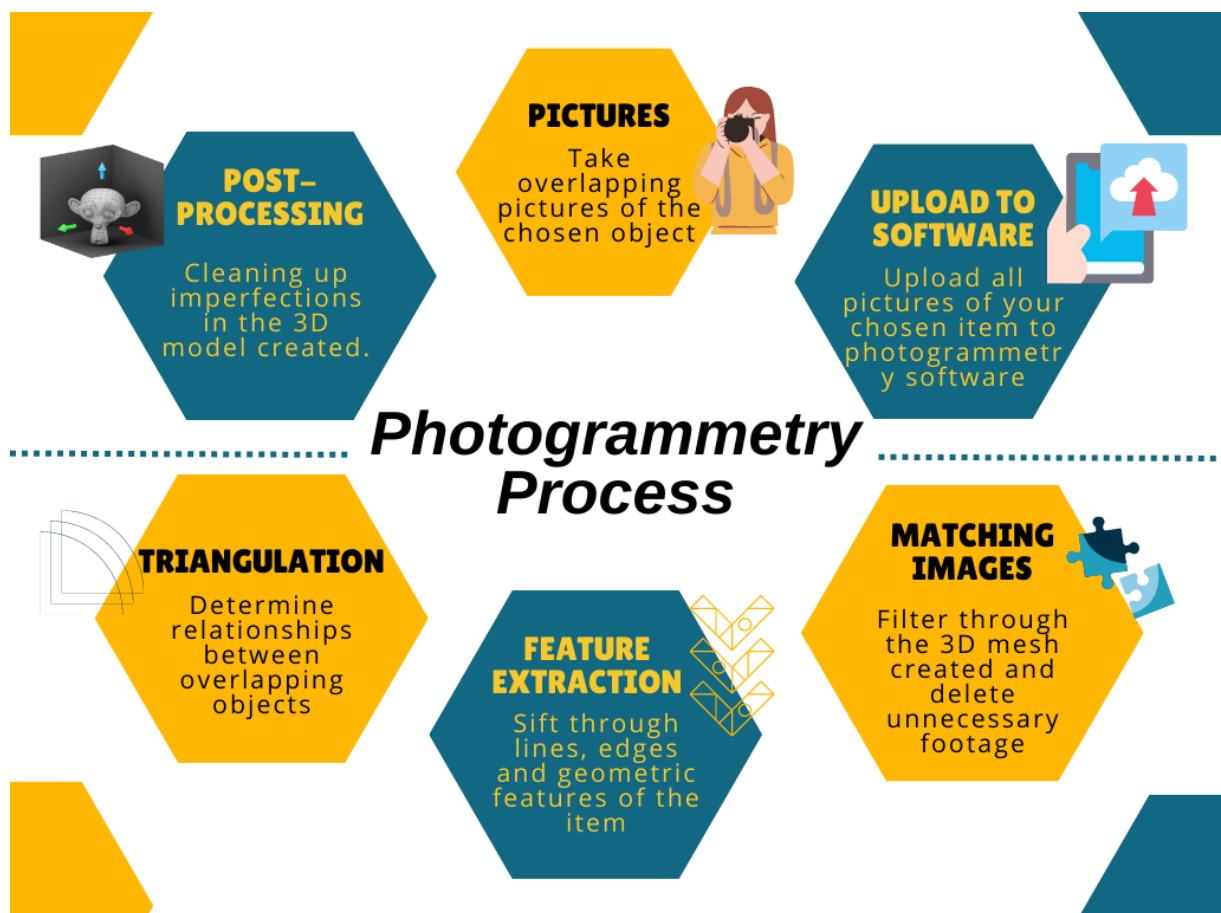 PICTURES
Take
overlapping
pictures of the
chosen object
UPLOAD TO
SOFTWARE
Upload all
pictures of your
chosen item to
photogrammetr
y software
MATCHING
IMAGES
Filter through
the 3D mesh
created and
delete
unnecessary
footage
FEATURE
EXTRACTION
Sift through
lines, edges
and geometric
features of the
item
TRIANGULATION
Determine
relationships
between
overlapping
objects
POST-
PROCESSING
Cleaning up
imperfections
in the 3D
model created.
Photogrammetry
Process